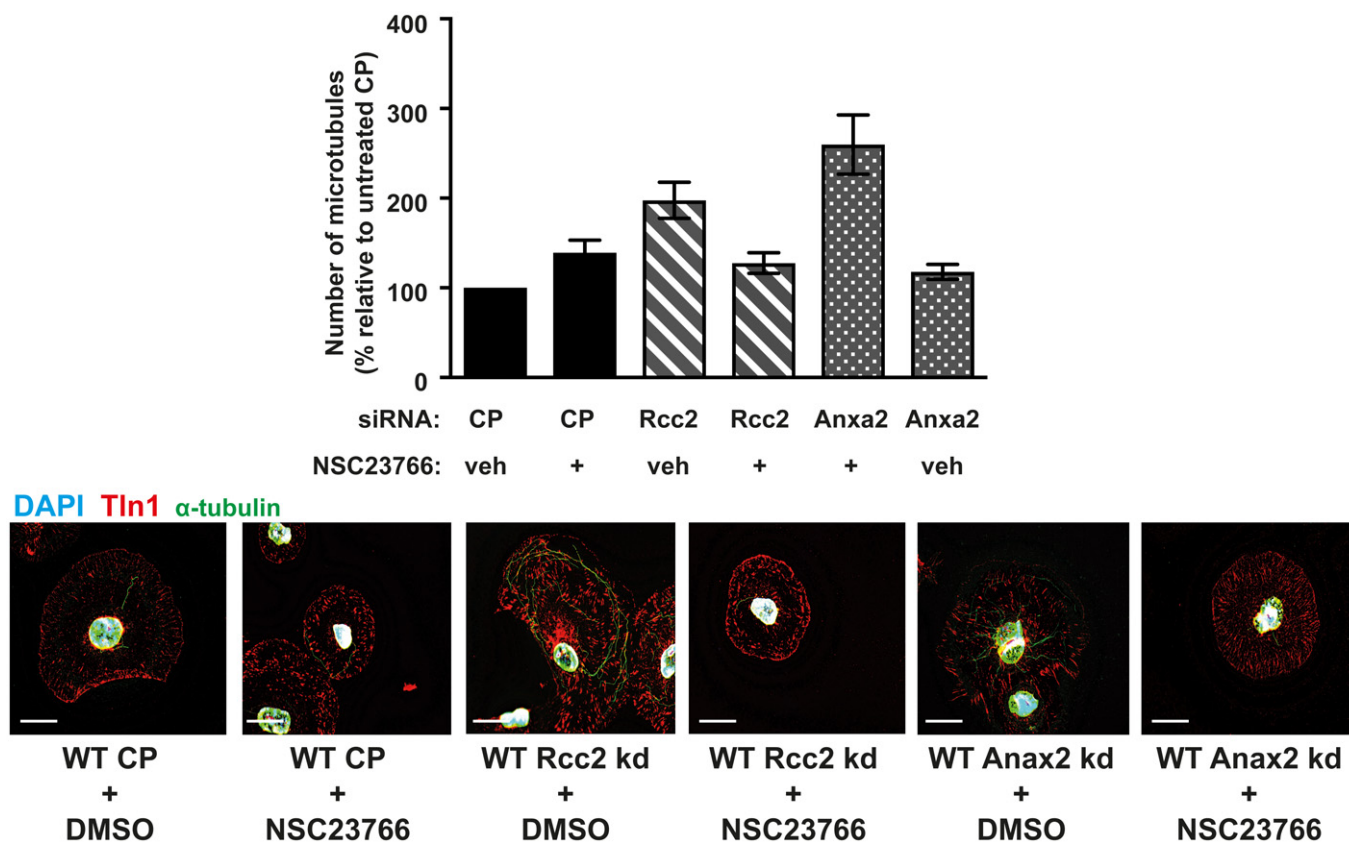 400
300
200
100
0
Number of microtubules
(% relative to untreated CP)
siRNA: CP CP Rcc2 Rcc2 Anxa2 Anxa2
NSC23766: veh + veh + + veh
DAPI Tln1 α-tubulin
WT CP + DMSO
WT CP + NSC23766
WT Rcc2 kd + DMSO
WT Rcc2 kd + NSC23766
WT Anax2 kd + DMSO
WT Anax2 kd + NSC23766